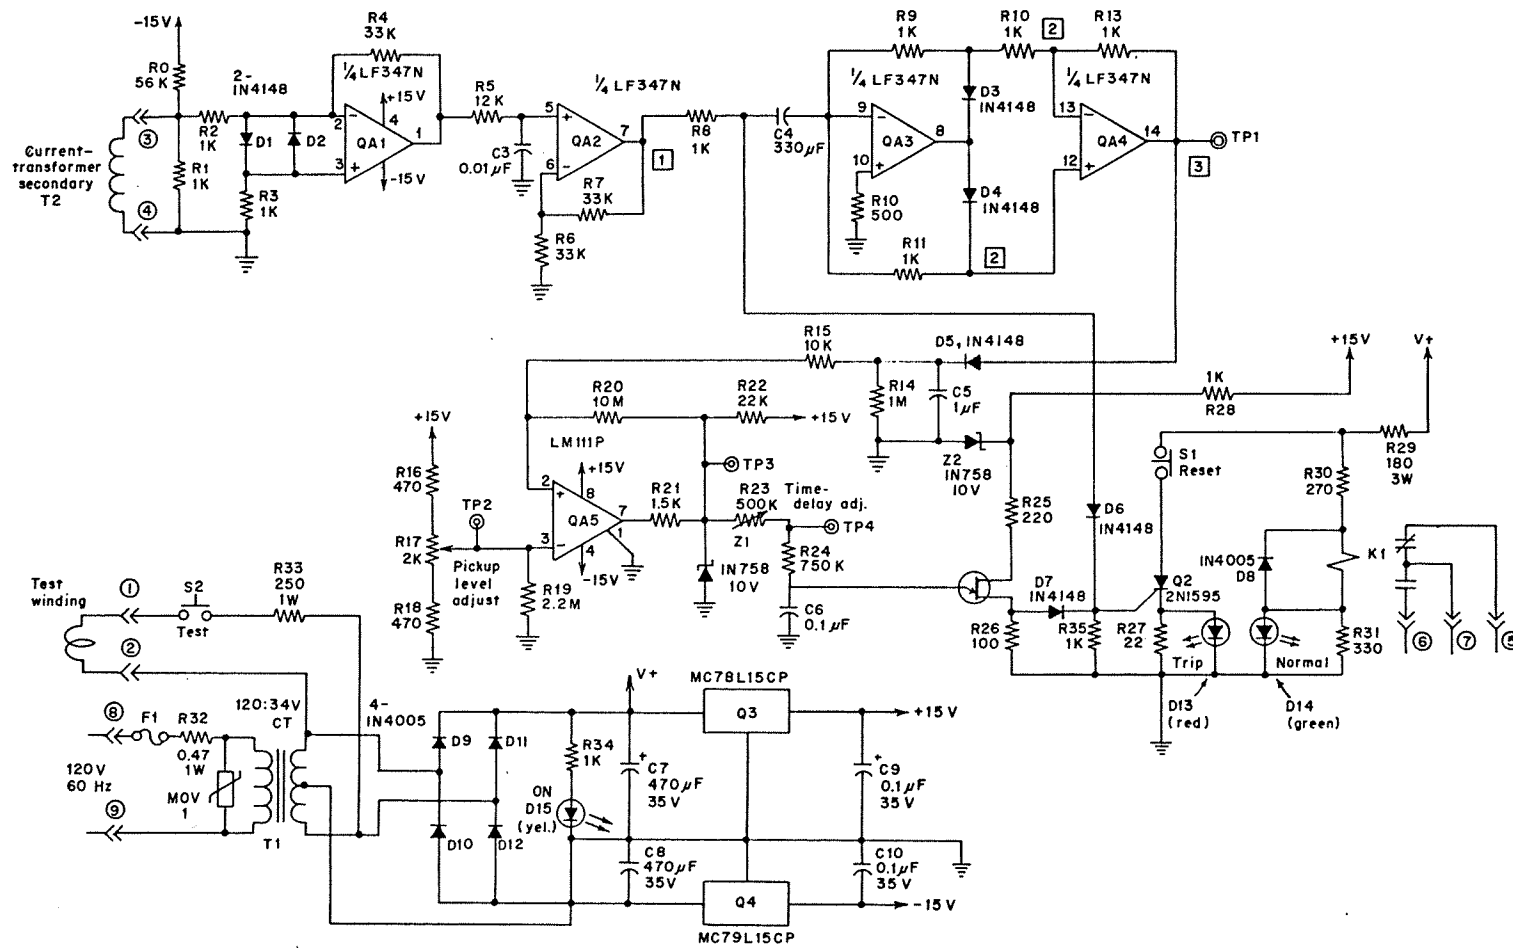 -15V
R0
56K
2-
IN4148
R4
33K
¼ LF347N
+15V
4
2
3
1
QA1
-15V
R2
1K
D1
D2
R1
1K
R3
1K
③
④
Current-
transformer
secondary
T2
R5
12K
C3
0.01µF
¼ LF347N
5
6
7
QA2
R7
33K
R6
33K
1
R8
1K
C4
330µF
R9
1K
¼ LF347N
9
10
8
QA3
R10
500
R11
1K
D3
IN4148
D4
IN4148
2
R10
1K
2
R13
1K
¼ LF347N
13
12
14
QA4
3
TP1
R15
10K
D5, IN4148
R14
1M
C5
1µF
Z2
IN758
10V
1K
R28
+15V
V+
R20
10M
R22
22K
+15V
+15V
R16
470
R17
2K
R18
470
TP2
Pickup
level
adjust
LM111P
+15V
8
2
3
7
1
4
QA5
-15V
R19
2.2M
R21
1.5K
TP3
R23
500K
Time-
delay adj.
TP4
Z1
IN758
10V
R24
750K
C6
0.1µF
R25
220
D6
IN4148
D7
IN4148
R26
100
R35
1K
S1
Reset
Q2
2N1595
R27
22
Trip
D13
(red)
R29
180
3W
R30
270
IN4005
D8
K1
R31
330
Normal
D14
(green)
⑥
⑦
⑤
Test
winding
①
②
S2
Test
R33
250
1W
⑧
F1
R32
0.47
1W
120V
60 Hz
⑨
MOV
1
120:34V
CT
T1
4-
IN4005
D9
D11
D10
D12
R34
1K
ON
D15
(yel.)
V+
+
C7
470µF
35V
C8
470µF
35V
MC78L15CP
Q3
Q4
MC79L15CP
+15V
+
C9
0.1µF
35V
C10
0.1µF
35V
-15V